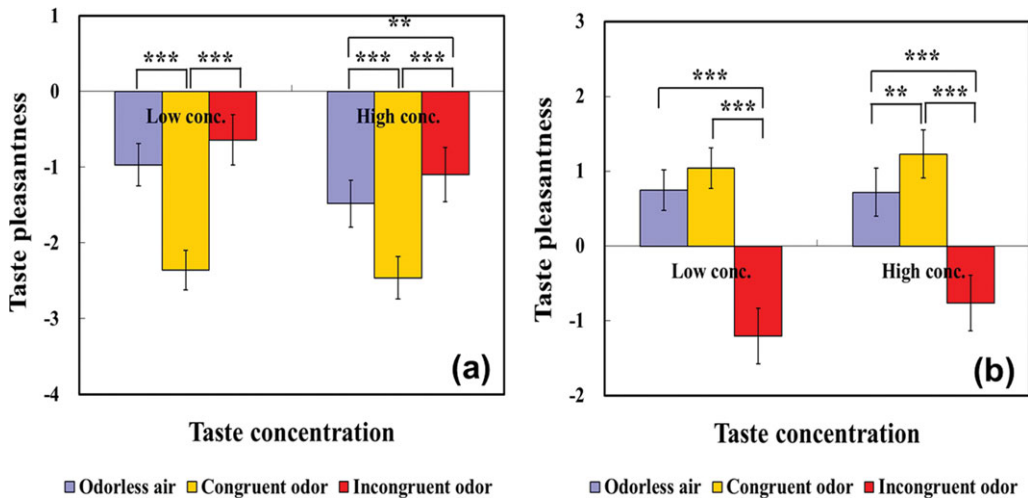 1
0
-1
-2
-3
-4
Taste pleasantness
***
***
**
***
***
Low conc.
High conc.
(a)
Taste concentration
Odorless air
Congruent odor
Incongruent odor
3
2
1
0
-1
-2
Taste pleasantness
***
***
***
**
***
Low conc.
High conc.
(b)
Taste concentration
Odorless air
Congruent odor
Incongruent odor